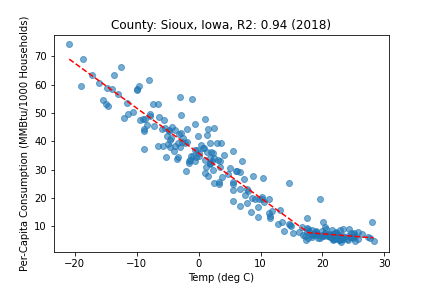 County: Sioux, Iowa, R2: 0.94 (2018)
Per-Capita Consumption (MMBtu/1000 Households)
70
60
50
40
30
20
10
−20 −10 0 10 20 30
Temp (deg C)